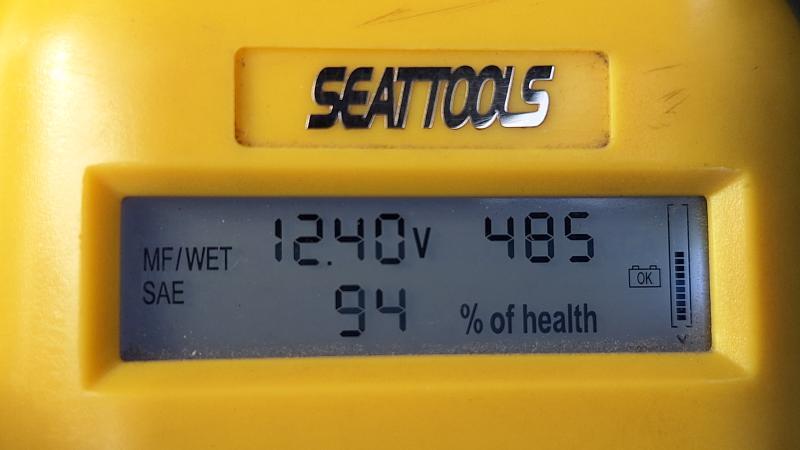 SEATTOOLS
MF/WET 12.40V 485
SAE 94 % of health
OK